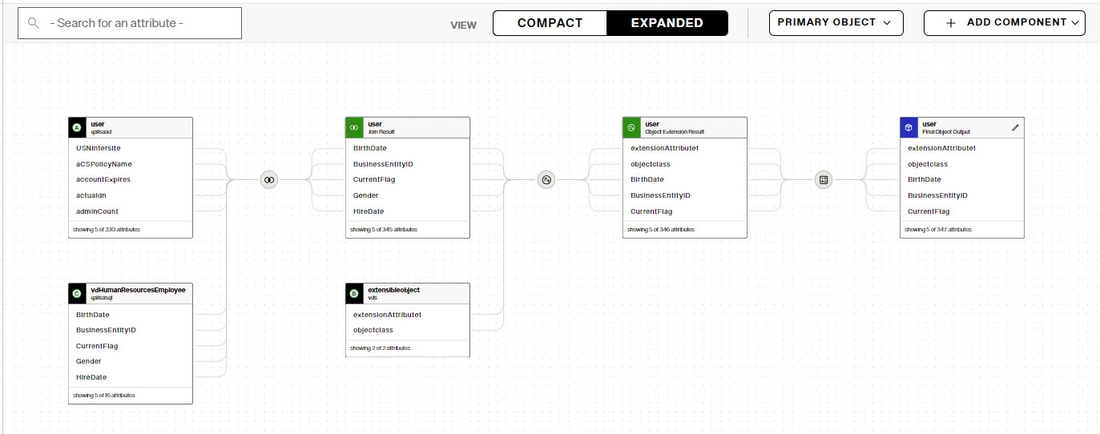 - Search for an attribute -
VIEW
COMPACT
EXPANDED
PRIMARY OBJECT
ADD COMPONENT
user
qalisaad
USNIntersite
aCSPolicyName
accountExpires
actualIn
adminCount
showing 5 of 330 attributes
user
Join Result
BirthDate
BusinessEntityID
CurrentFlag
Gender
HireDate
showing 5 of 345 attributes
user
Object Extension Result
extensionAttribute1
objectclass
BirthDate
BusinessEntityID
CurrentFlag
showing 5 of 346 attributes
user
Final Object Output
extensionAttribute1
objectclass
BirthDate
BusinessEntityID
CurrentFlag
showing 5 of 347 attributes
vdHumanResourcesEmployee
qalisasql
BirthDate
BusinessEntityID
CurrentFlag
Gender
HireDate
showing 5 of 16 attributes
extensibleobject
vds
extensionAttribute1
objectclass
showing 2 of 2 attributes